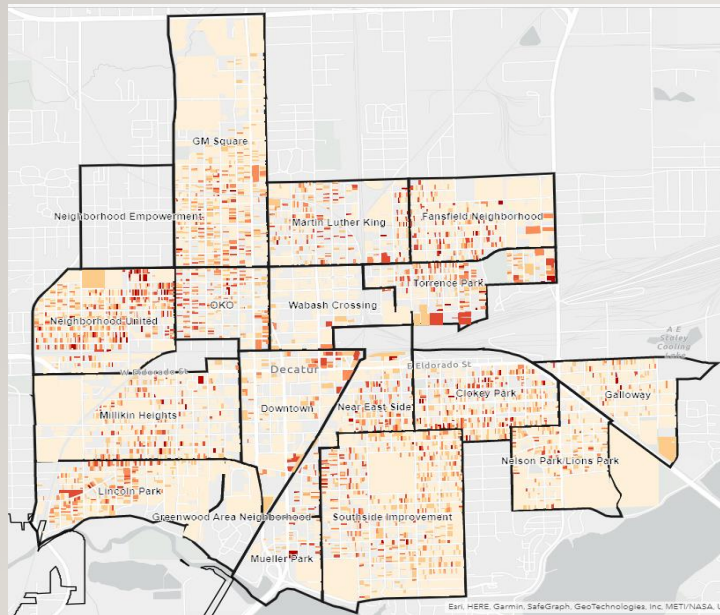 GM Square
Neighborhood Empowerment
Martin Luther King
Fansfield Neighborhood
Torrence Park
OKO
Wabash Crossing
Neighborhood United
A E
Staley
Cooling
Lake
W Eldorado St
Decatur
E Eldorado St
Millikin Heights
Downtown
Near East Side
Clokey Park
Galloway
Nelson Park/Lions Park
Lincoln Park
Greenwood Area Neighborhood
Southside Improvement
Mueller Park
Esri, HERE, Garmin, SafeGraph, GeoTechnologies, Inc, METI/NASA, U